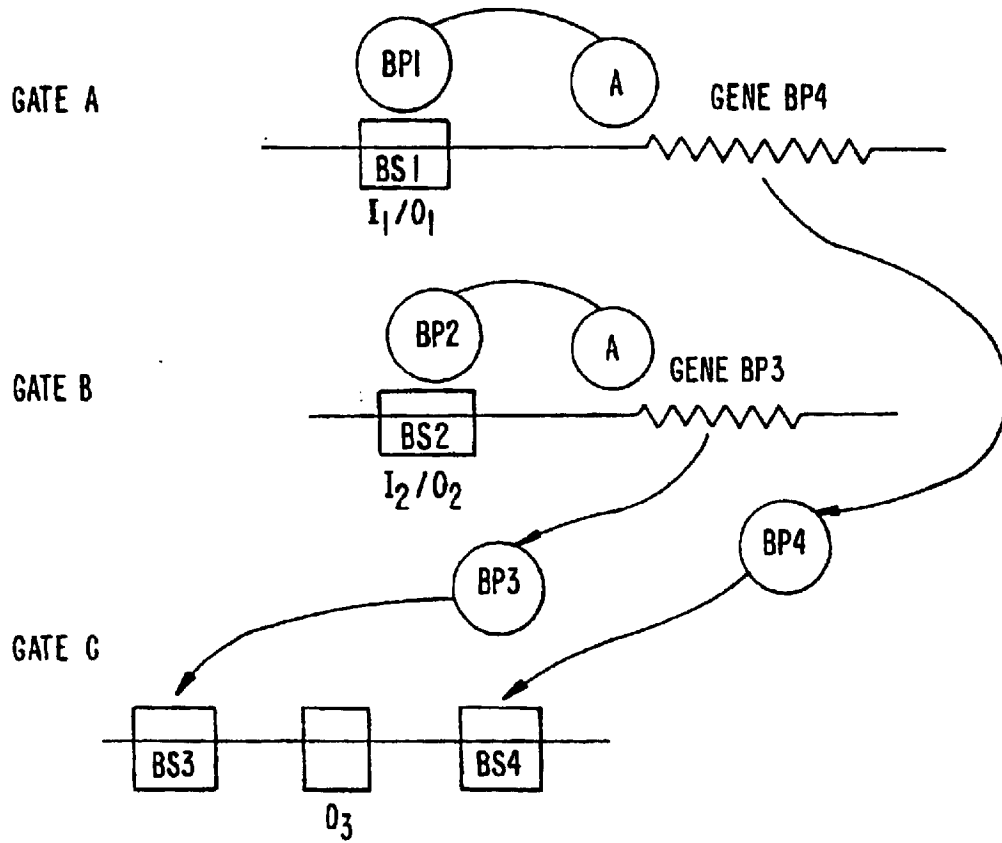 GATE A
BP1
A
GENE BP4
BS1
I₁/O₁
GATE B
BP2
A
GENE BP3
BS2
I₂/O₂
BP4
BP3
GATE C
BS3
BS4
O₃